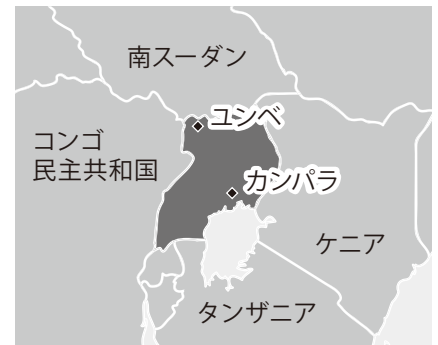 南スーダン
ユンベ
コンゴ
民主共和国
カンパラ
ケニア
タンザニア